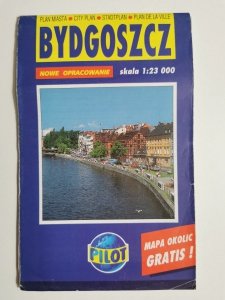 PLAN MIASTA • CITY PLAN • STADTPLAN • PLAN DE LA VILLE
BYDGOSZCZ
NOWE OPRACOWANIE skala 1:23 000
PILOT
MAPA OKOLIC
GRATIS !